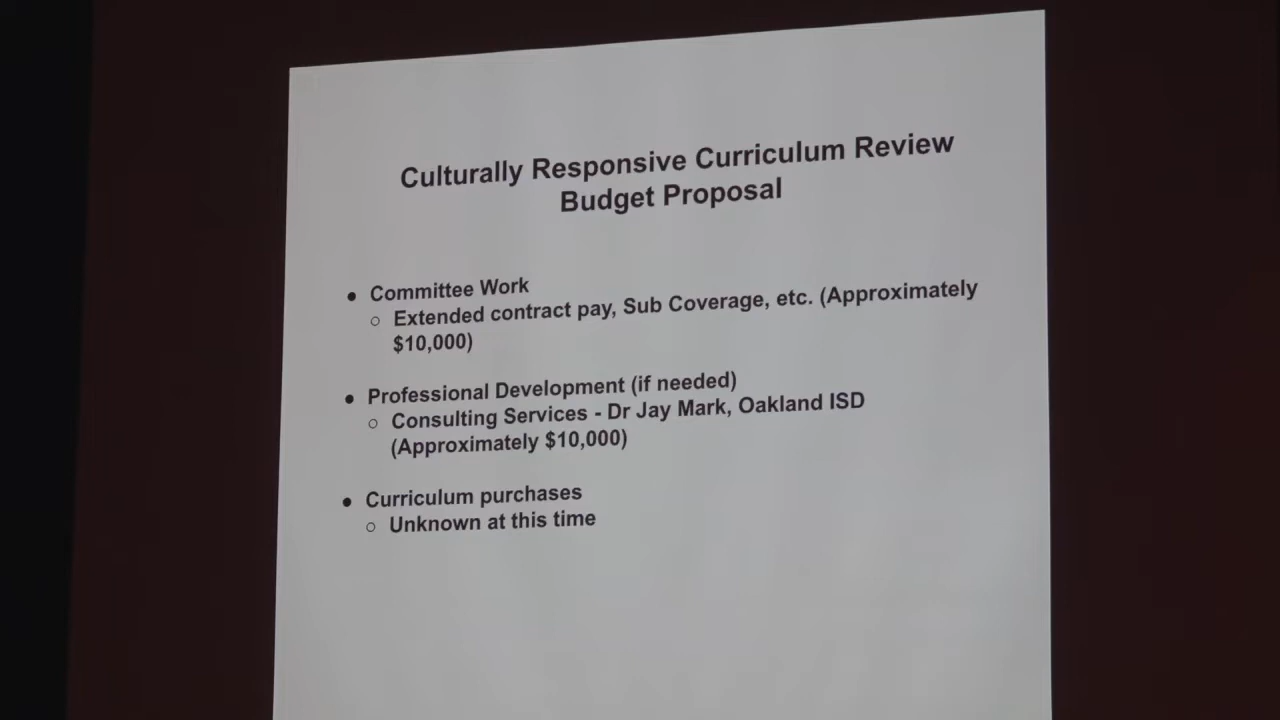 Culturally Responsive Curriculum Review
Budget Proposal
● Committee Work
○ Extended contract pay, Sub Coverage, etc. (Approximately
$10,000)
● Professional Development (if needed)
○ Consulting Services - Dr Jay Mark, Oakland ISD
(Approximately $10,000)
● Curriculum purchases
○ Unknown at this time